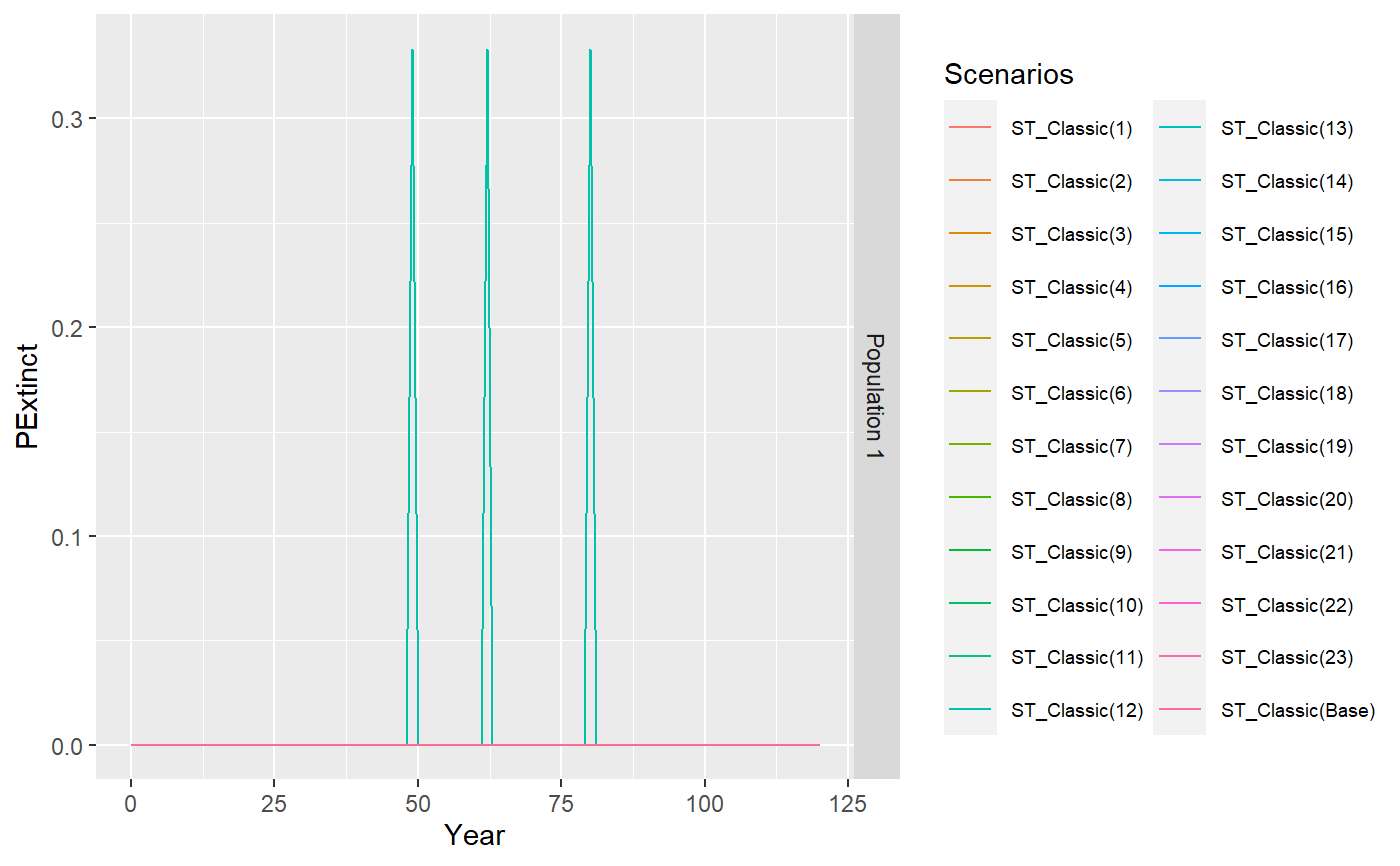 PExtinct
0.3
0.2
0.1
0.0
0
25
50
75
100
125
Year
Population 1
Scenarios
ST_Classic(1)
ST_Classic(2)
ST_Classic(3)
ST_Classic(4)
ST_Classic(5)
ST_Classic(6)
ST_Classic(7)
ST_Classic(8)
ST_Classic(9)
ST_Classic(10)
ST_Classic(11)
ST_Classic(12)
ST_Classic(13)
ST_Classic(14)
ST_Classic(15)
ST_Classic(16)
ST_Classic(17)
ST_Classic(18)
ST_Classic(19)
ST_Classic(20)
ST_Classic(21)
ST_Classic(22)
ST_Classic(23)
ST_Classic(Base)